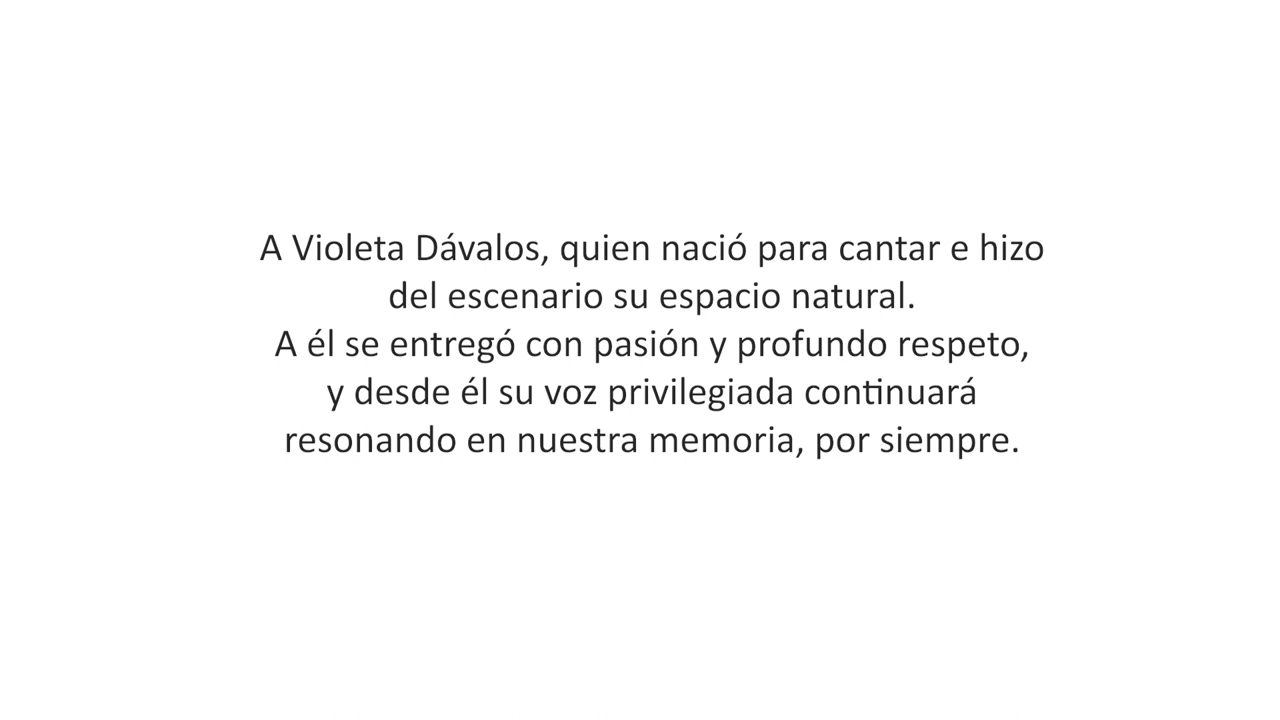 A Violeta Dávalos, quien nació para cantar e hizo
del escenario su espacio natural.
A él se entregó con pasión y profundo respeto,
y desde él su voz privilegiada continuará
resonando en nuestra memoria, por siempre.